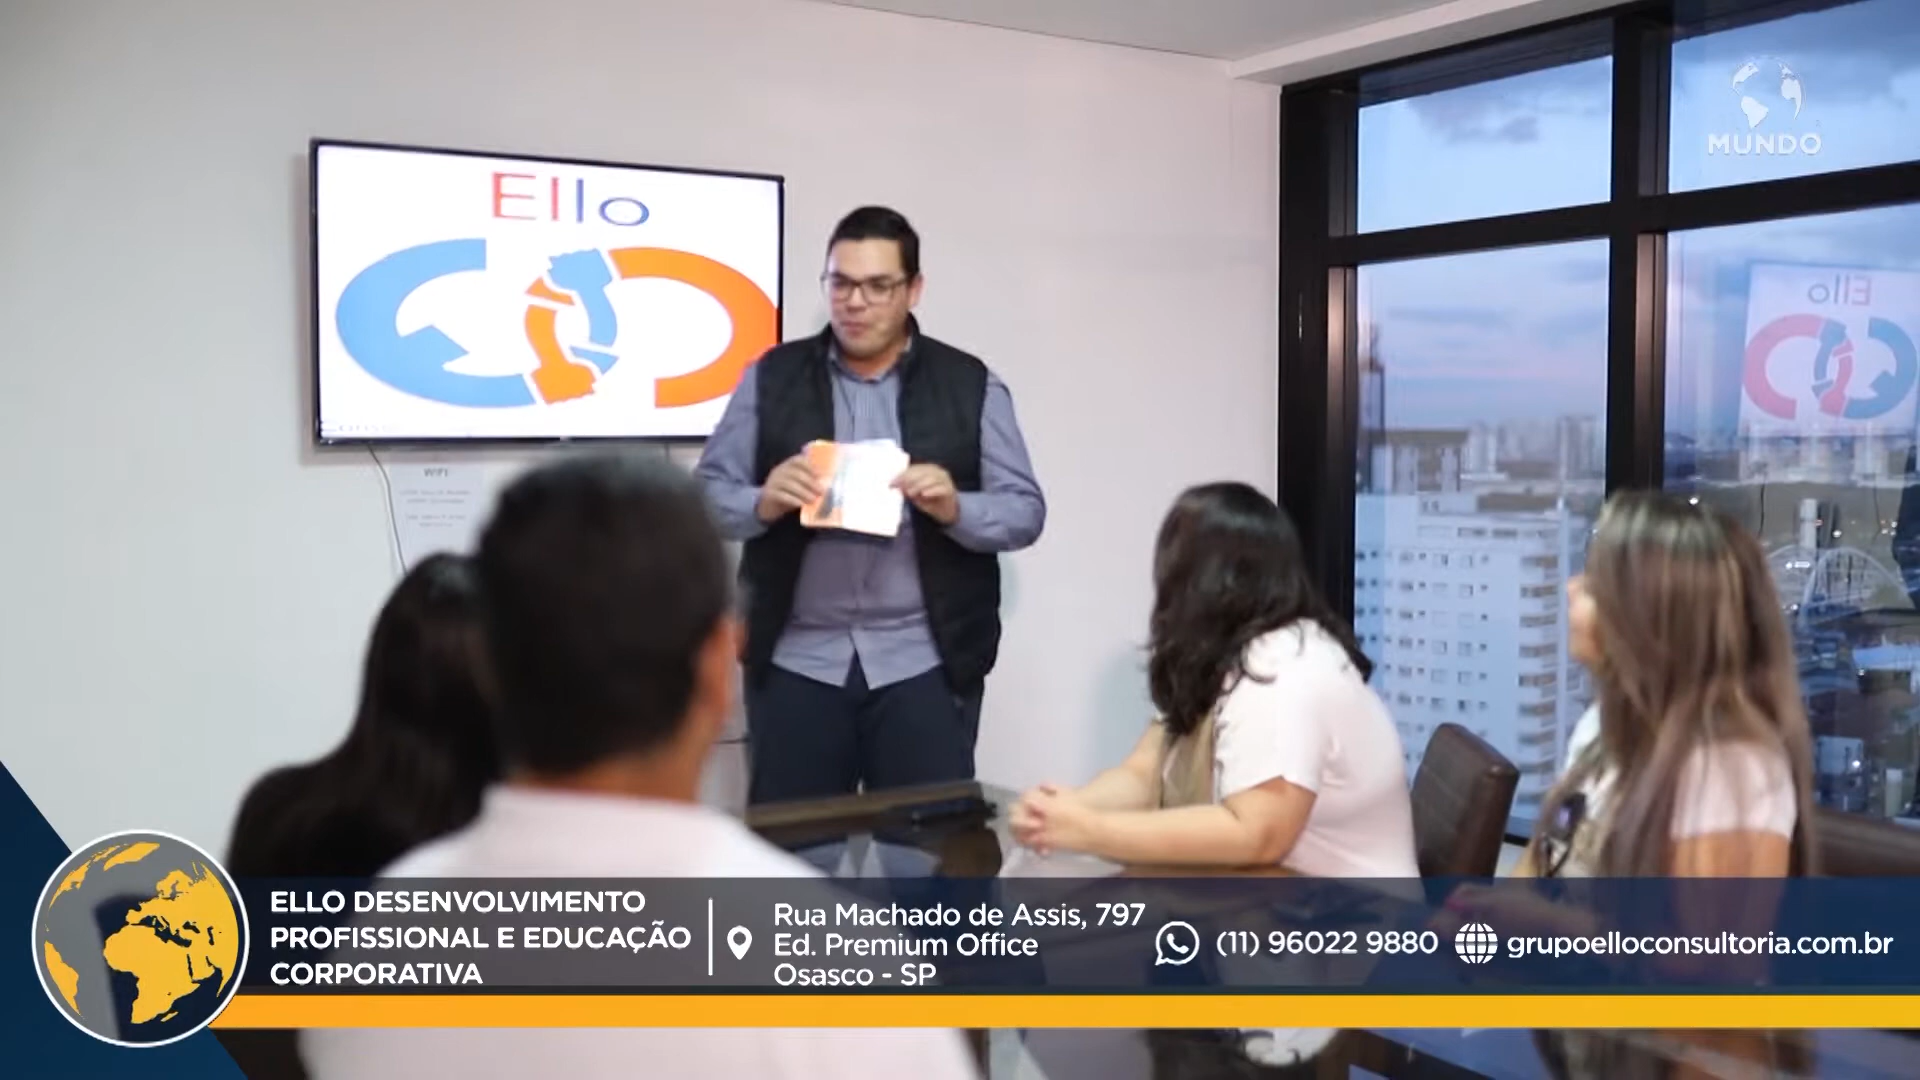 MUNDO
Ello
WIFI
ELLO DESENVOLVIMENTO
PROFISSIONAL E EDUCAÇÃO
CORPORATIVA
Rua Machado de Assis, 797
Ed. Premium Office
Osasco - SP
(11) 96022 9880
grupoelloconsultoria.com.br